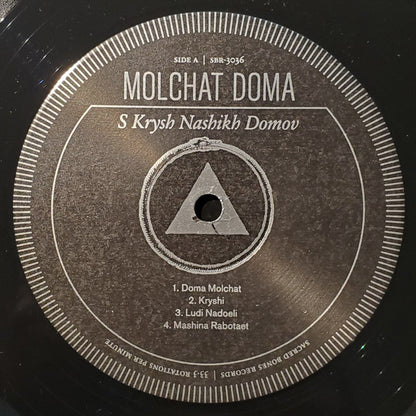 SIDE A | SBR-3036
MOLCHAT DOMA
S Krysh Nashikh Domov
1. Doma Molchat
2. Kryshi
3. Ludi Nadoeli
4. Mashina Rabotaet
SACRED BONES RECORDS | 33⅓ ROTATIONS PER MINUTE